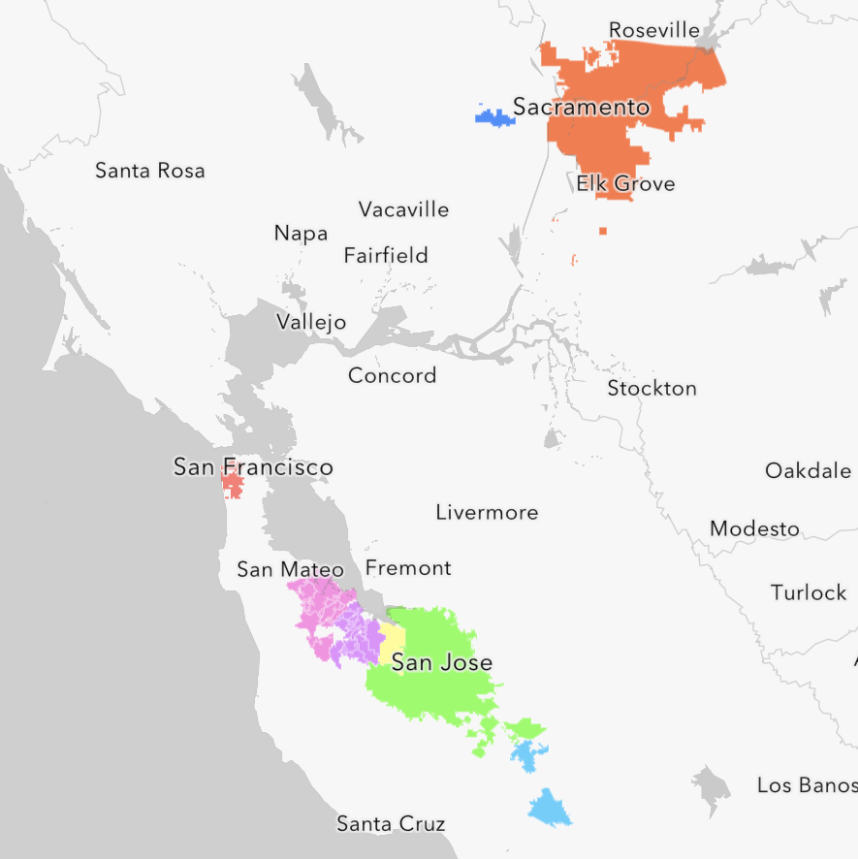 Roseville
Sacramento
Santa Rosa
Elk Grove
Vacaville
Napa
Fairfield
Vallejo
Concord
Stockton
San Francisco
Oakdale
Livermore
Modesto
San Mateo
Fremont
Turlock
San Jose
Los Banos
Santa Cruz